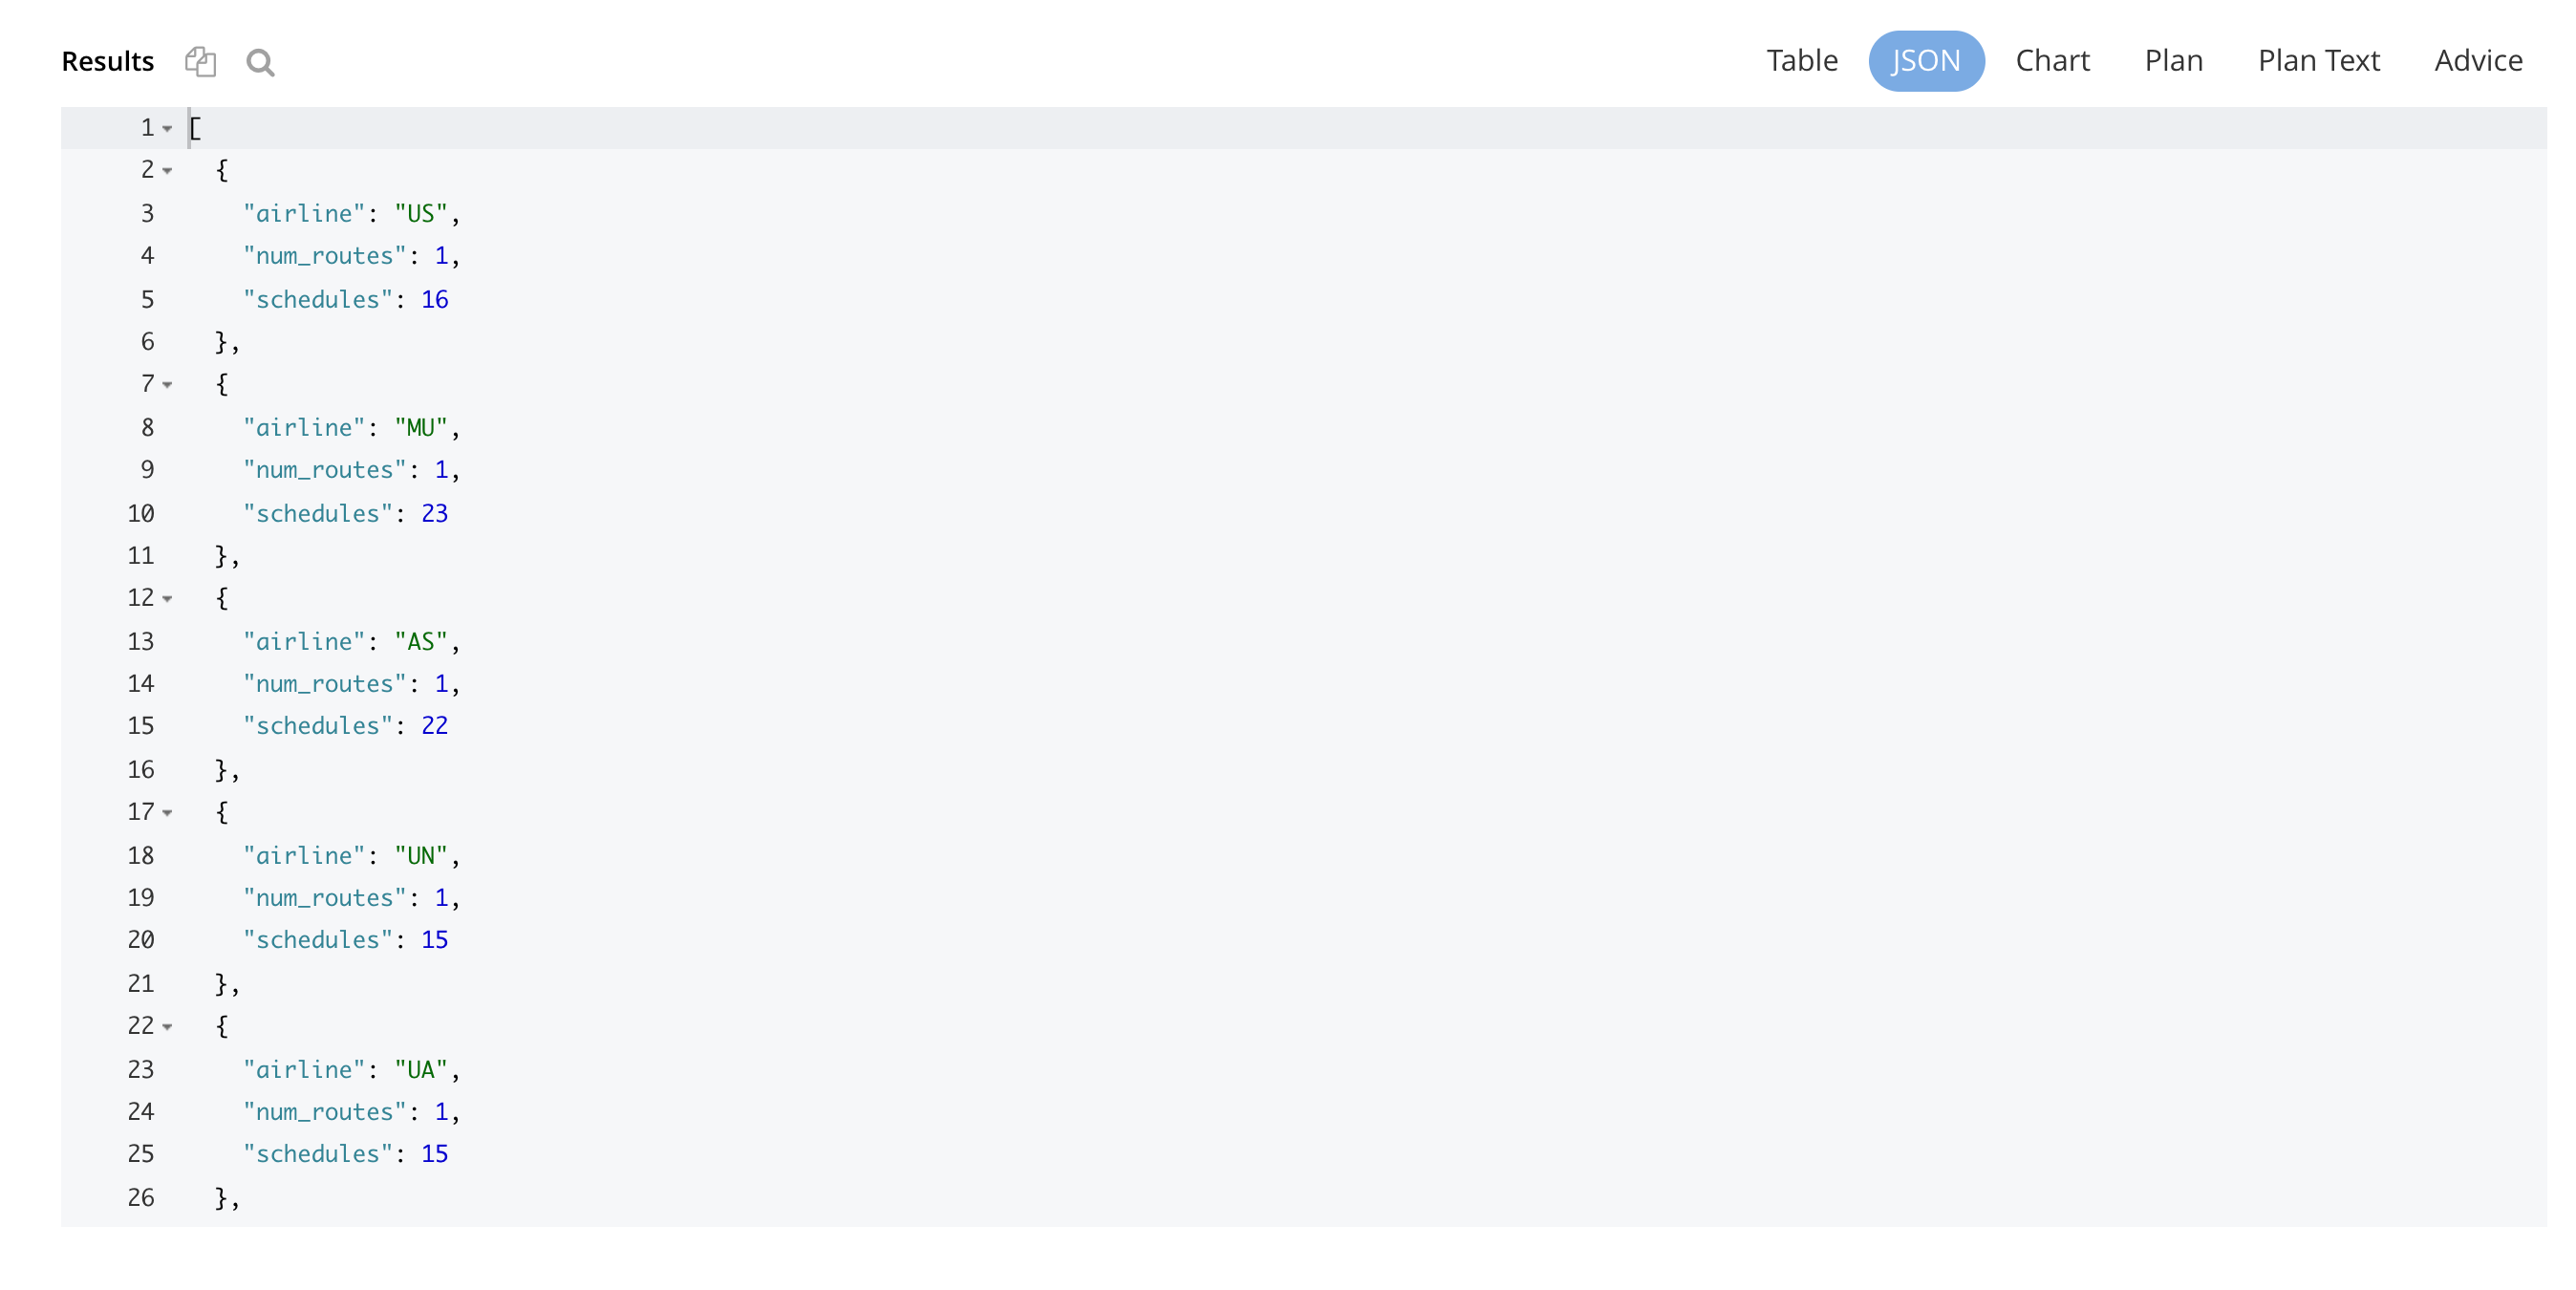 Results Table JSON Chart Plan Plan Text Advice
1 [
2 {
3 "airline": "US",
4 "num_routes": 1,
5 "schedules": 16
6 },
7 {
8 "airline": "MU",
9 "num_routes": 1,
10 "schedules": 23
11 },
12 {
13 "airline": "AS",
14 "num_routes": 1,
15 "schedules": 22
16 },
17 {
18 "airline": "UN",
19 "num_routes": 1,
20 "schedules": 15
21 },
22 {
23 "airline": "UA",
24 "num_routes": 1,
25 "schedules": 15
26 },